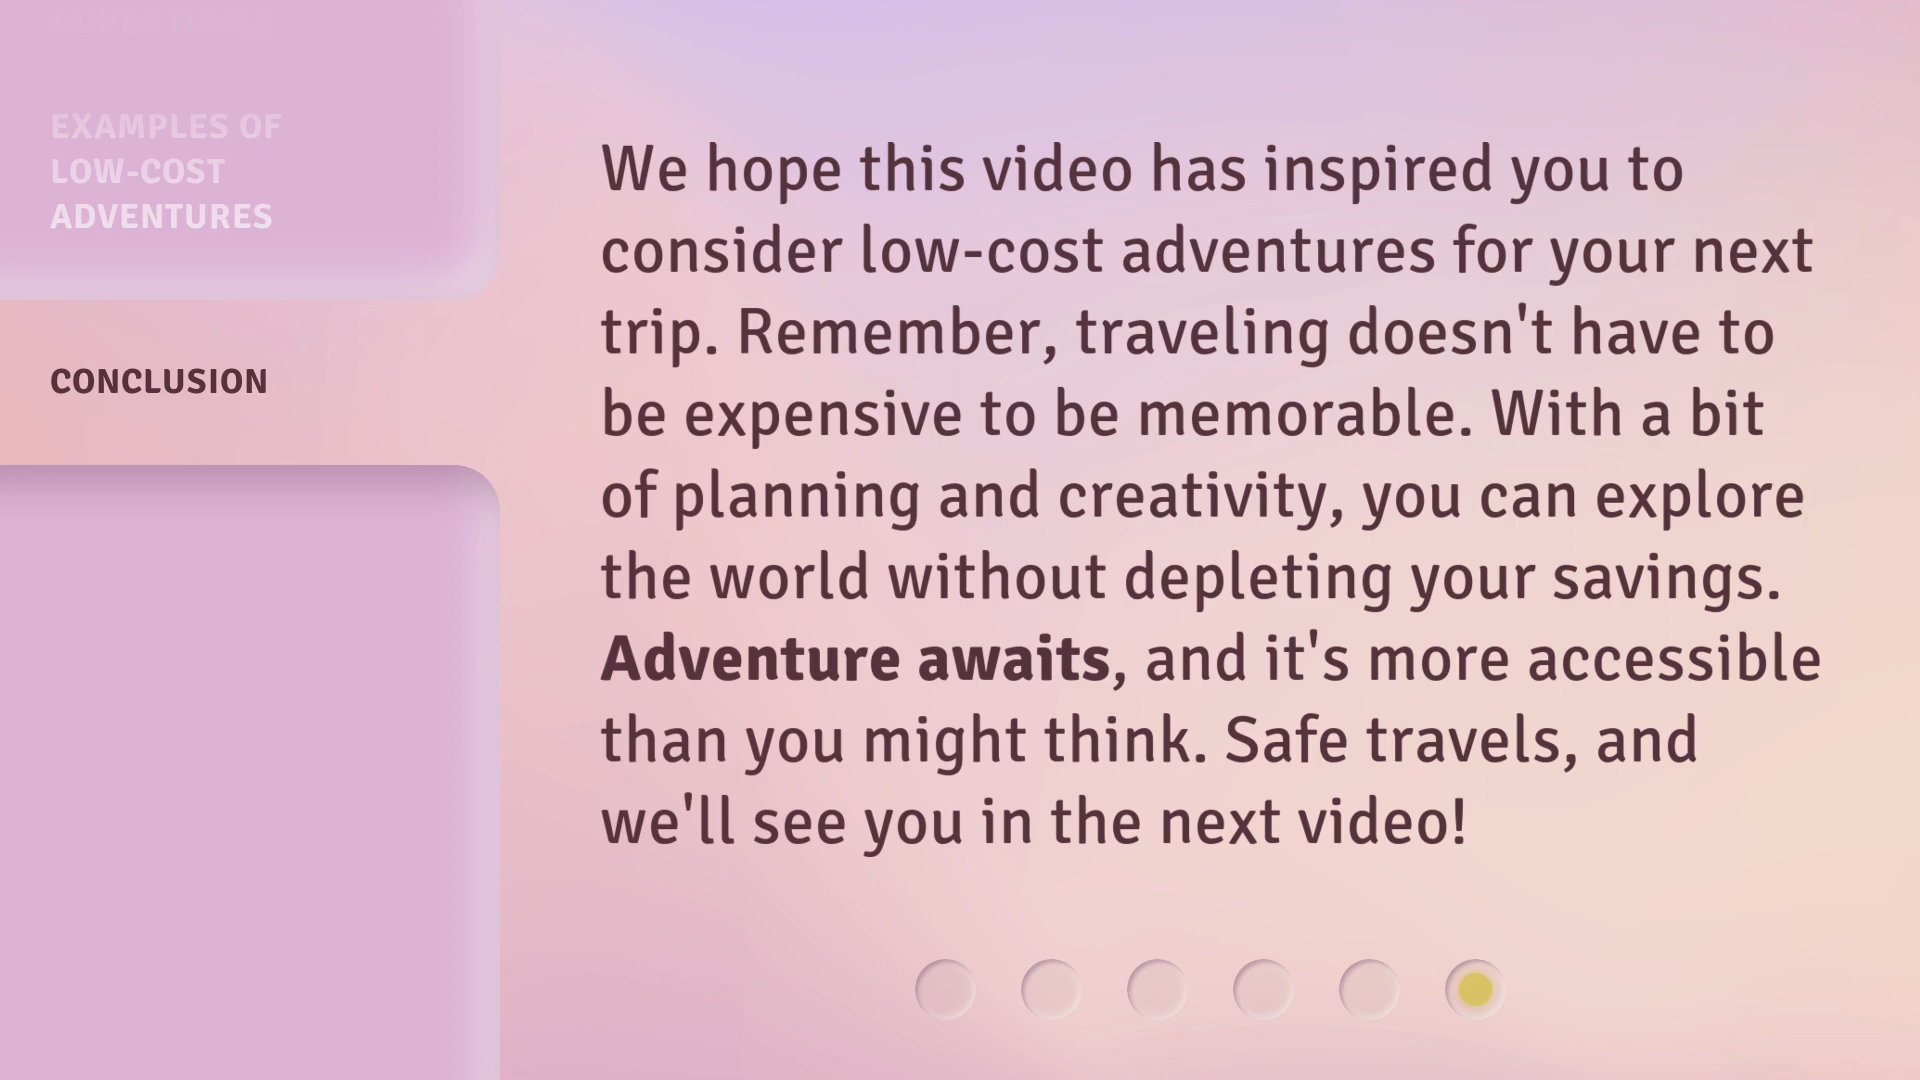 ADVENTURES
EXAMPLES OF
LOW-COST
ADVENTURES
CONCLUSION
We hope this video has inspired you to
consider low-cost adventures for your next
trip. Remember, traveling doesn't have to
be expensive to be memorable. With a bit
of planning and creativity, you can explore
the world without depleting your savings.
Adventure awaits, and it's more accessible
than you might think. Safe travels, and
we'll see you in the next video!